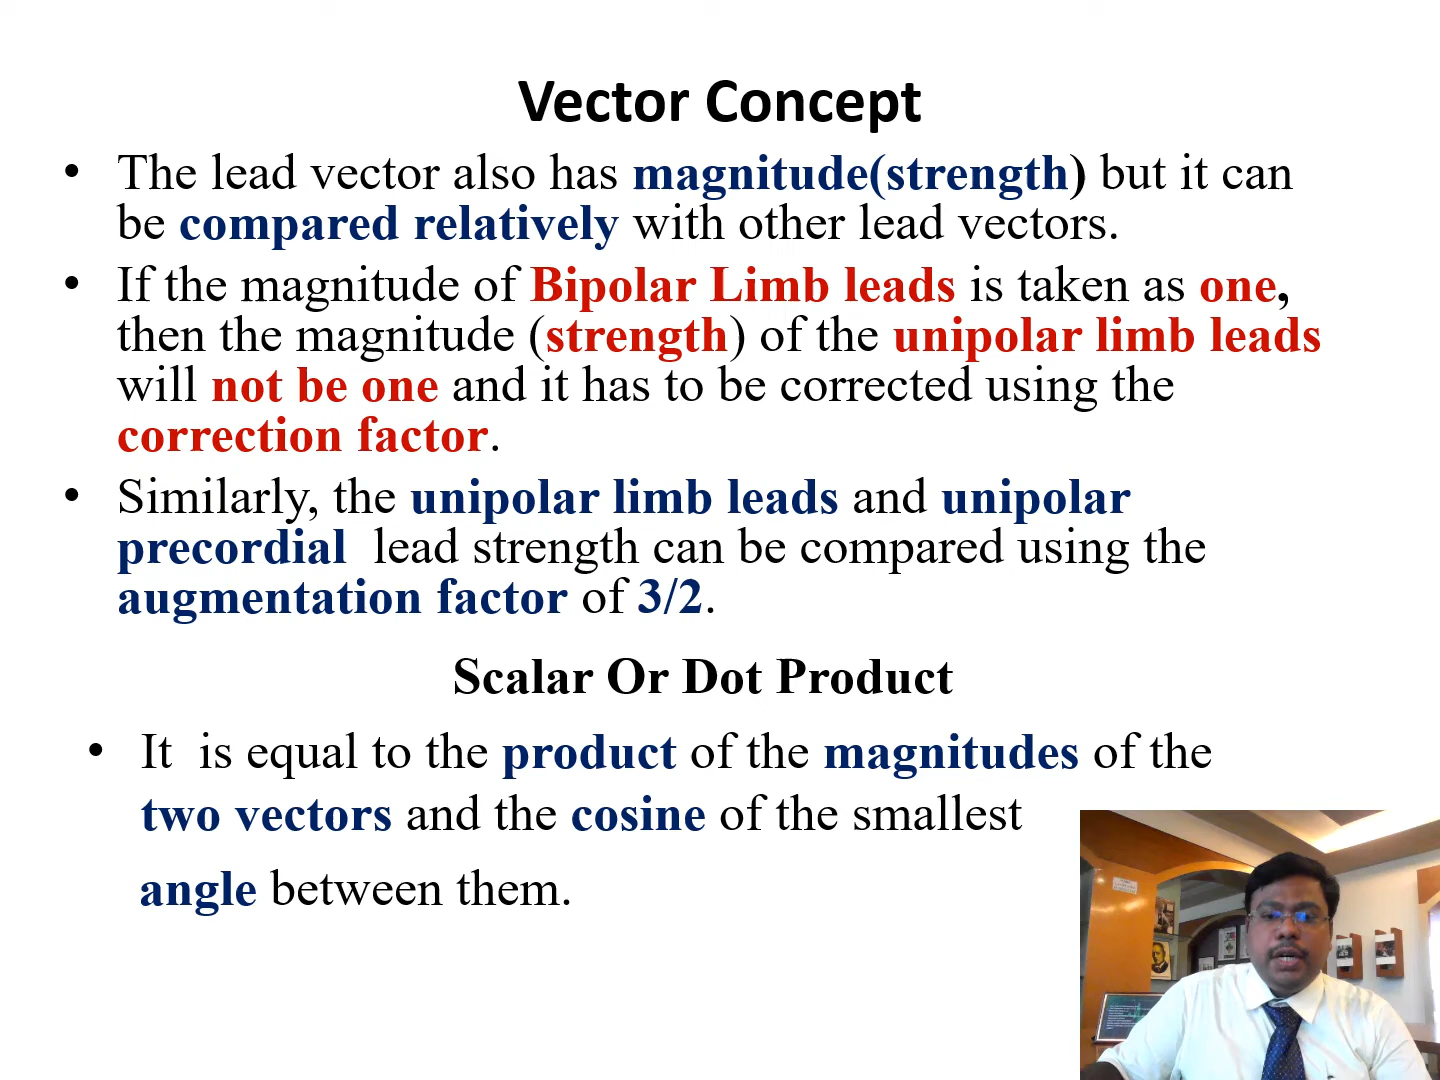 Vector Concept
• The lead vector also has magnitude(strength) but it can
be compared relatively with other lead vectors.
• If the magnitude of Bipolar Limb leads is taken as one,
then the magnitude (strength) of the unipolar limb leads
will not be one and it has to be corrected using the
correction factor.
• Similarly, the unipolar limb leads and unipolar
precordial lead strength can be compared using the
augmentation factor of 3/2.
Scalar Or Dot Product
• It is equal to the product of the magnitudes of the
two vectors and the cosine of the smallest
angle between them.